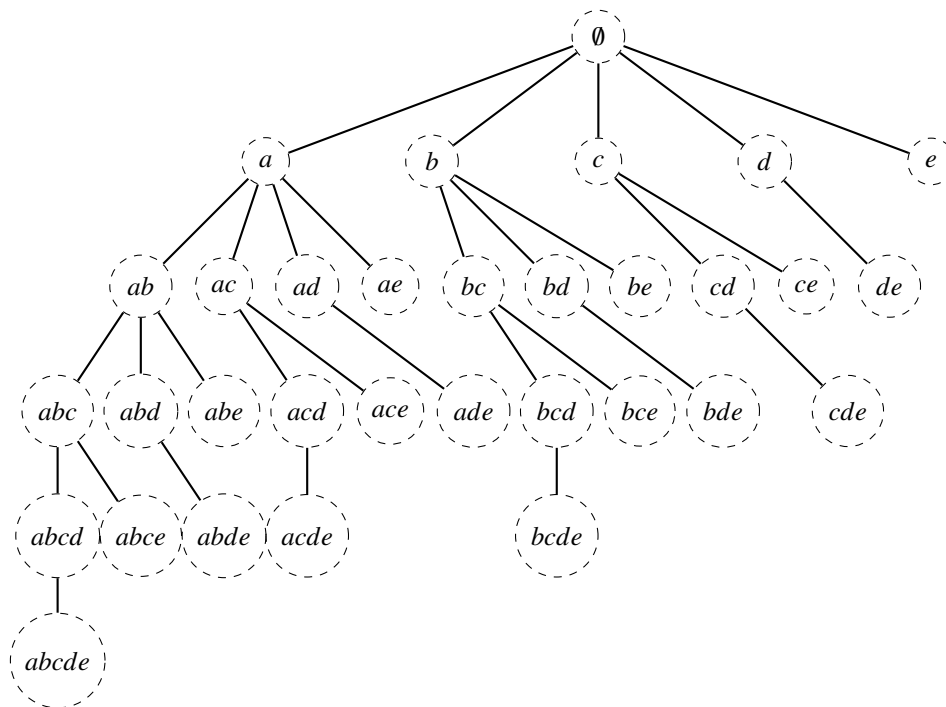 ∅
a b c d e
ab ac ad ae bc bd be cd ce de
abc abd abe acd ace ade bcd bce bde cde
abcd abce abde acde bcde
abcde